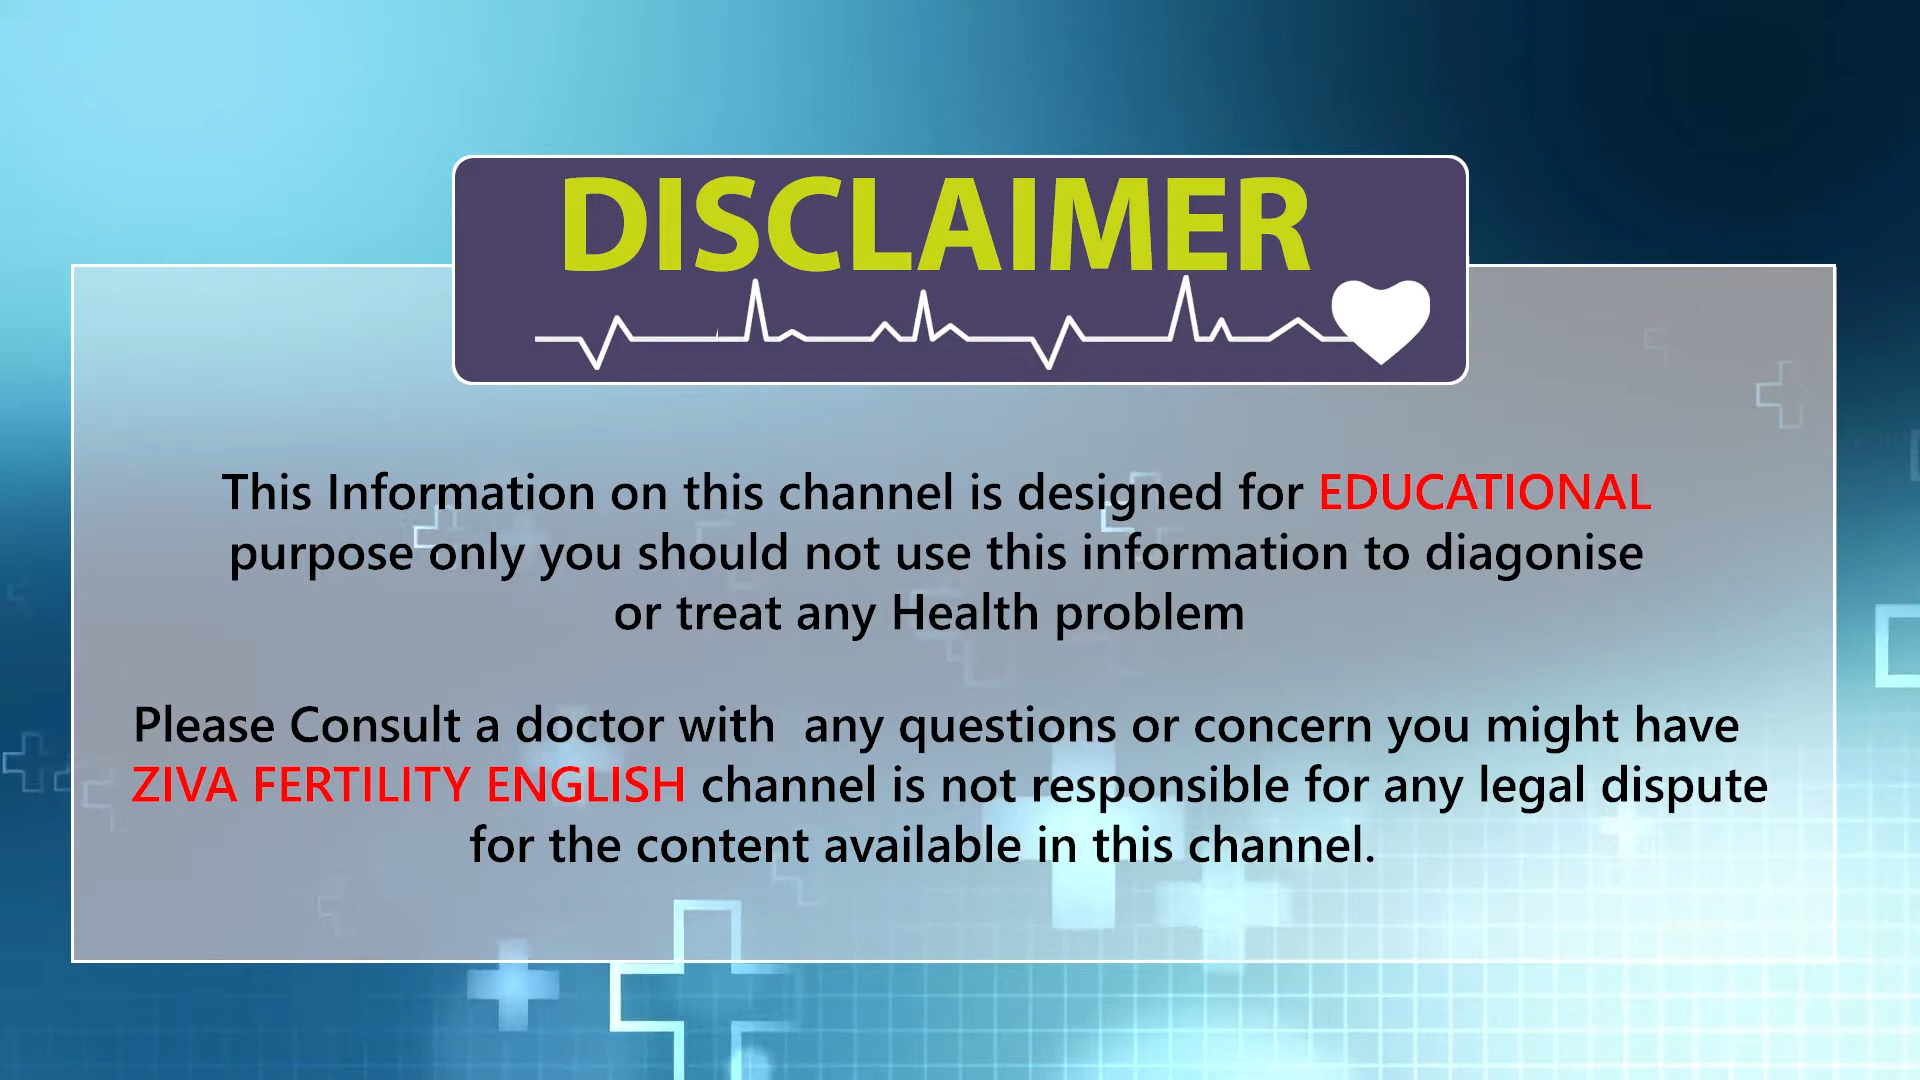 DISCLAIMER
This Information on this channel is designed for EDUCATIONAL
purpose only you should not use this information to diagonise
or treat any Health problem
Please Consult a doctor with any questions or concern you might have
ZIVA FERTILITY ENGLISH channel is not responsible for any legal dispute
for the content available in this channel.